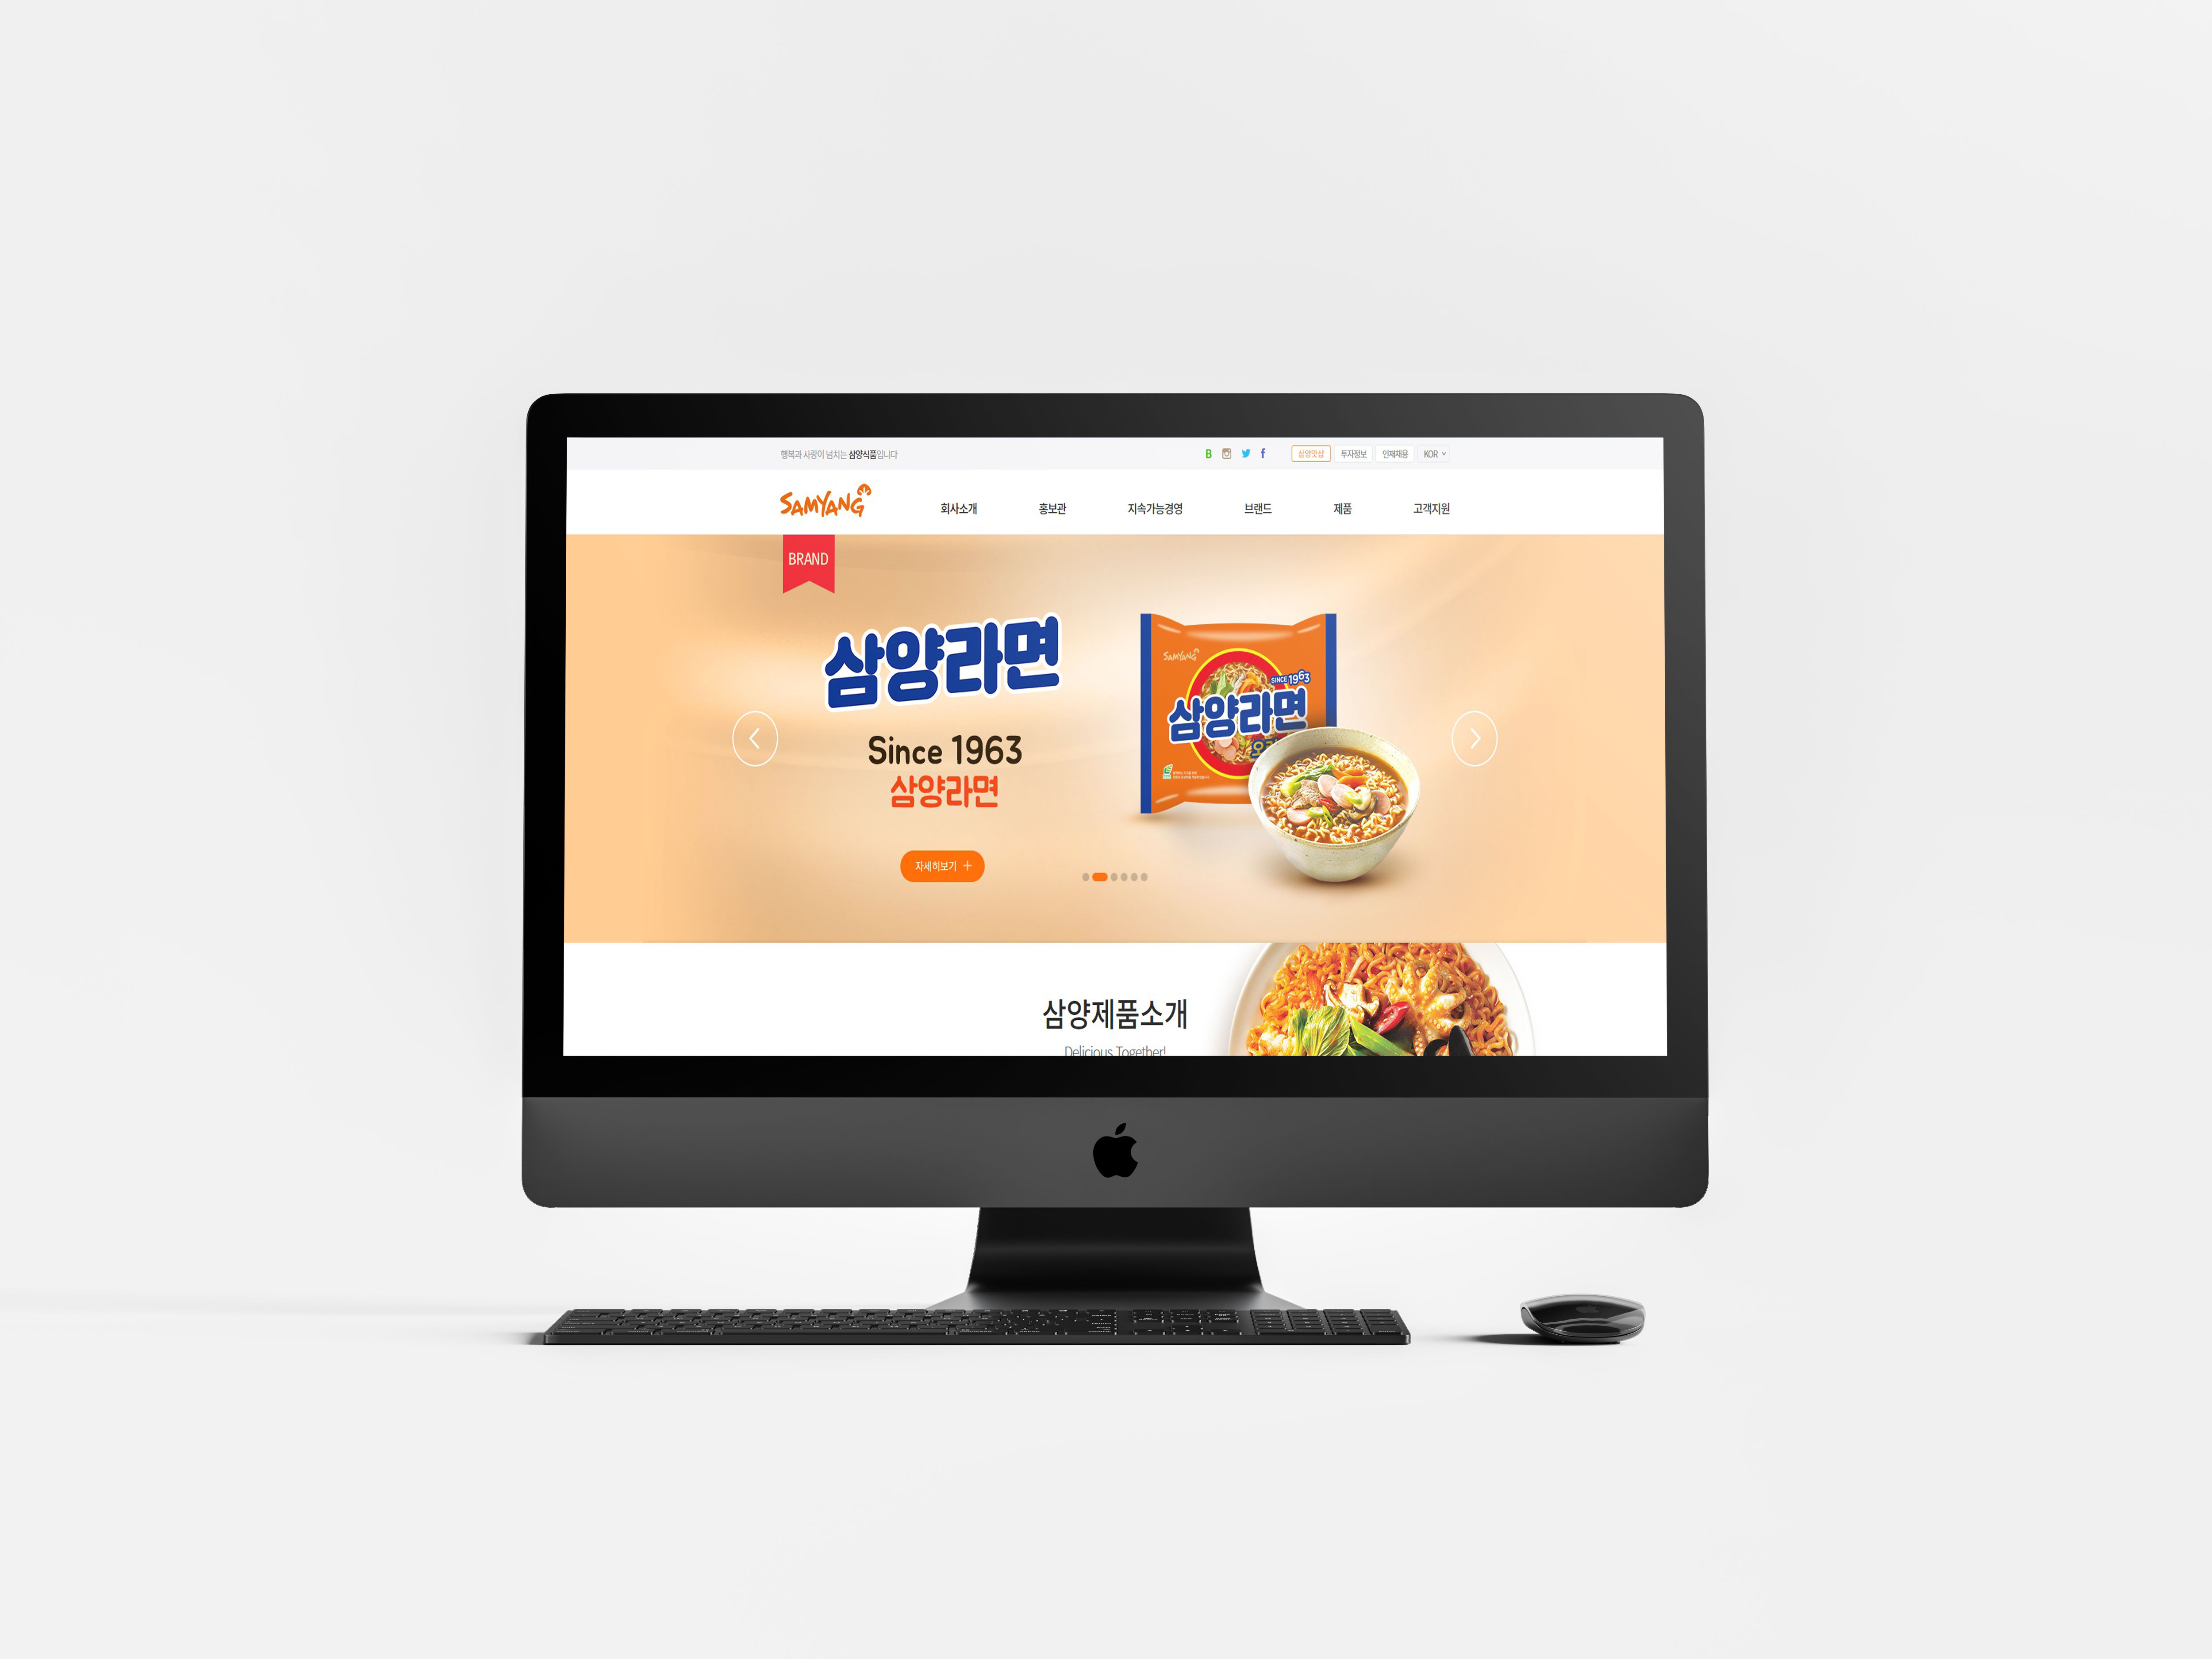 행복과 사랑이 넘치는 삼양식품입니다
B
f
삼양맛샵
투자정보
인재채용
KOR
SAMYANG
회사소개
홍보관
지속가능경영
브랜드
제품
고객지원
BRAND
삼양라면
Since 1963
삼양라면
자세히보기 +
SAMYANG
SINCE 1963
삼양라면
삼양제품소개
Delicious Together!